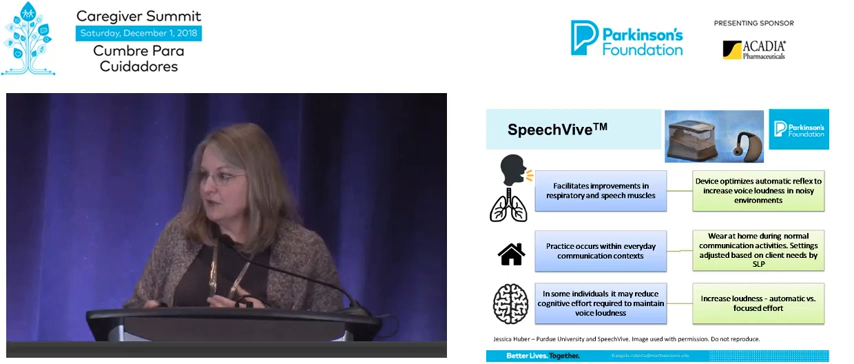 Caregiver Summit
Saturday, December 1, 2018
Cumbre Para
Cuidadores
Parkinson's
Foundation
PRESENTING SPONSOR
ACADIA
Pharmaceuticals
SpeechVive™
Parkinson's
Foundation
Facilitates improvements in
respiratory and speech muscles
Device optimizes automatic reflex to
increase voice loudness in noisy
environments
Practice occurs within everyday
communication contexts
Wear at home during normal
communication activities. Settings
adjusted based on client needs by
SLP
In some individuals it may reduce
cognitive effort required to maintain
voice loudness
Increase loudness - automatic vs.
focused effort
Jessica Huber – Purdue University and SpeechVive. Image used with permission. Do not reproduce.
Better Lives. Together.